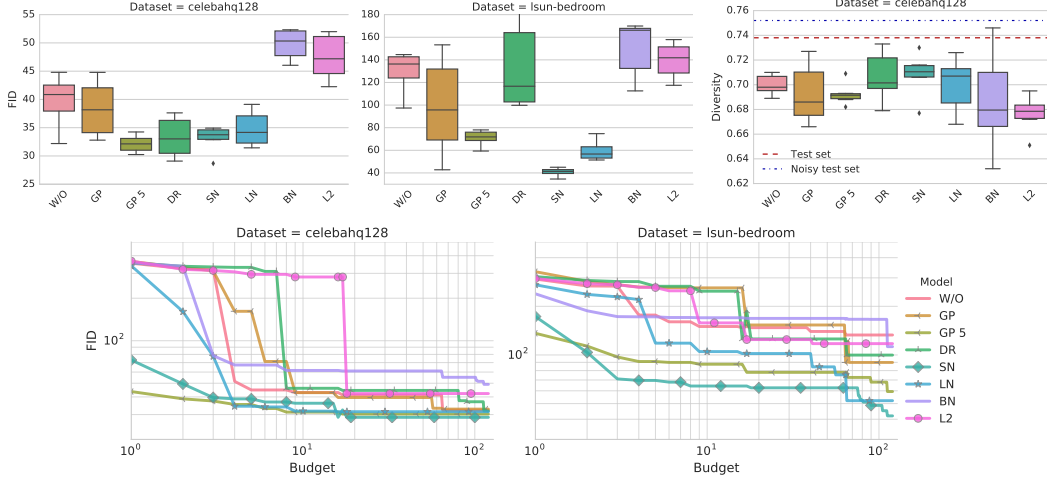 Dataset = celebahq128
55
50
45
40
35
30
25
FID
W/O
GP
GP 5
DR
SN
LN
BN
L2
Dataset = lsun-bedroom
180
160
140
120
100
80
60
40
W/O
GP
GP 5
DR
SN
LN
BN
L2
Dataset = celebahq128
0.76
0.74
0.72
0.70
0.68
0.66
0.64
0.62
Diversity
Test set
Noisy test set
W/O
GP
GP 5
DR
SN
LN
BN
L2
Dataset = celebahq128
FID
10²
10⁰
10¹
10²
Budget
Dataset = lsun-bedroom
10²
10⁰
10¹
10²
Budget
Model
W/O
GP
GP 5
DR
SN
LN
BN
L2